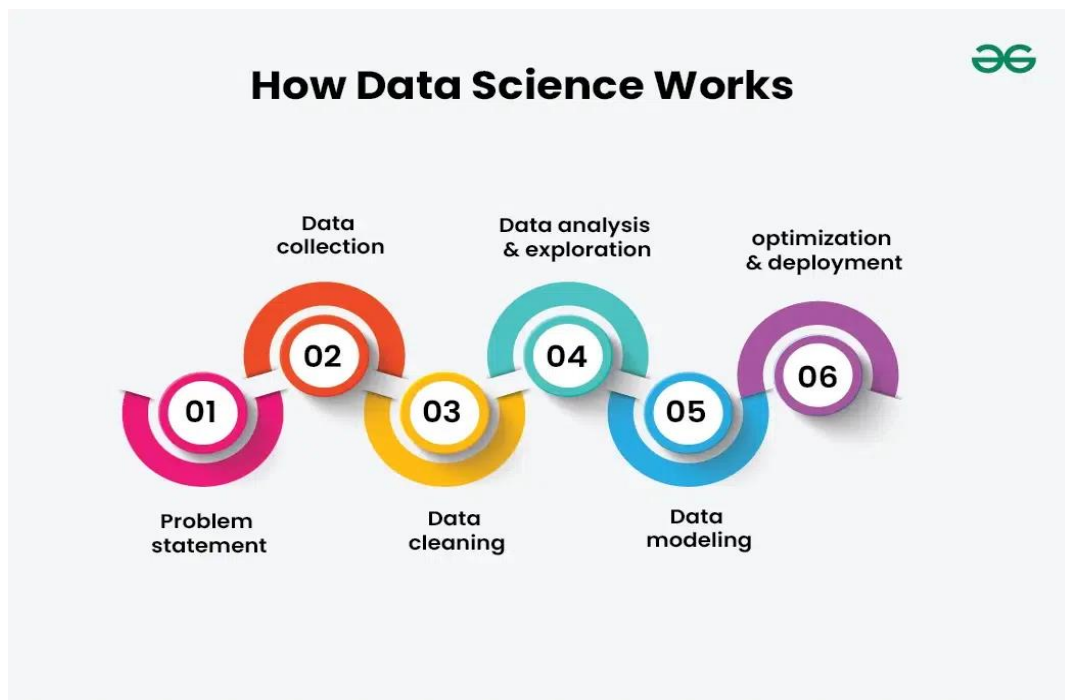 How Data Science Works
01
Problem
statement
02
Data
collection
03
Data
cleaning
04
Data analysis
& exploration
05
Data
modeling
06
optimization
& deployment